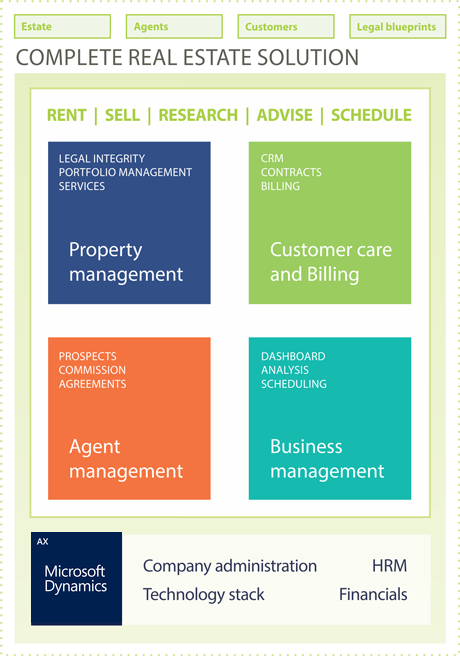 Estate
Agents
Customers
Legal blueprints
COMPLETE REAL ESTATE SOLUTION
RENT | SELL | RESEARCH | ADVISE | SCHEDULE
LEGAL INTEGRITY
PORTFOLIO MANAGEMENT
SERVICES
Property
management
CRM
CONTRACTS
BILLING
Customer care
and Billing
PROSPECTS
COMMISSION
AGREEMENTS
Agent
management
DASHBOARD
ANALYSIS
SCHEDULING
Business
management
AX
Microsoft
Dynamics
Company administration
HRM
Technology stack
Financials